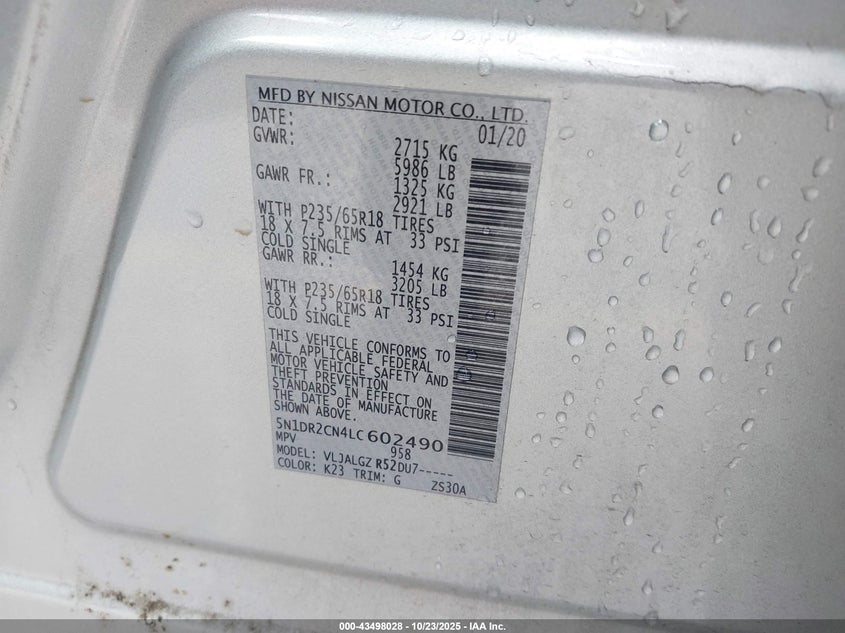 MFD BY NISSAN MOTOR CO., LTD.
DATE: 01/20
GVWR: 2715 KG
5986 LB
GAWR FR.: 1325 KG
2921 LB
WITH P235/65R18 TIRES
18 X 7.5 RIMS AT 33 PSI
COLD SINGLE
GAWR RR.: 1454 KG
3205 LB
WITH P235/65R18 TIRES
18 X 7.5 RIMS AT 33 PSI
COLD SINGLE
THIS VEHICLE CONFORMS TO
ALL APPLICABLE FEDERAL
MOTOR VEHICLE SAFETY AND
THEFT PREVENTION
STANDARDS IN EFFECT ON
THE DATE OF MANUFACTURE
SHOWN ABOVE.
5N1DR2CN4LC602490
MPV 958
MODEL: VLJALGZ R52DU7-----
COLOR: K23 TRIM: G ZS30A
000-43498028 - 10/23/2025 - IAA Inc.